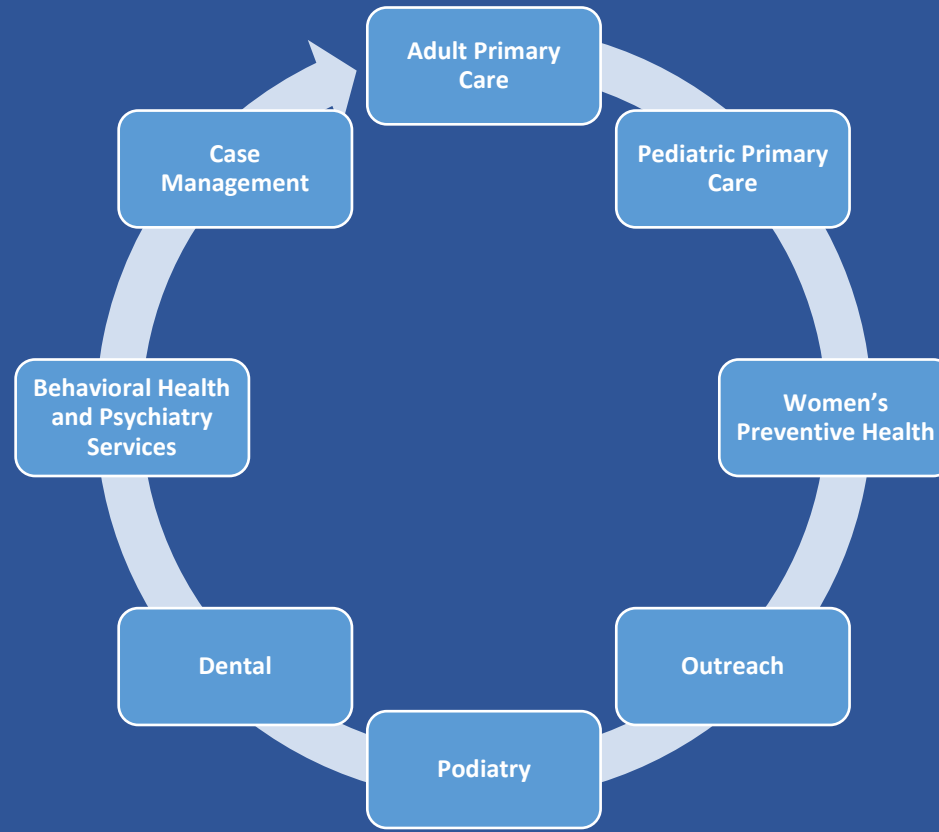 Adult Primary
Care
Pediatric Primary
Care
Women’s
Preventive Health
Outreach
Podiatry
Dental
Behavioral Health
and Psychiatry
Services
Case
Management